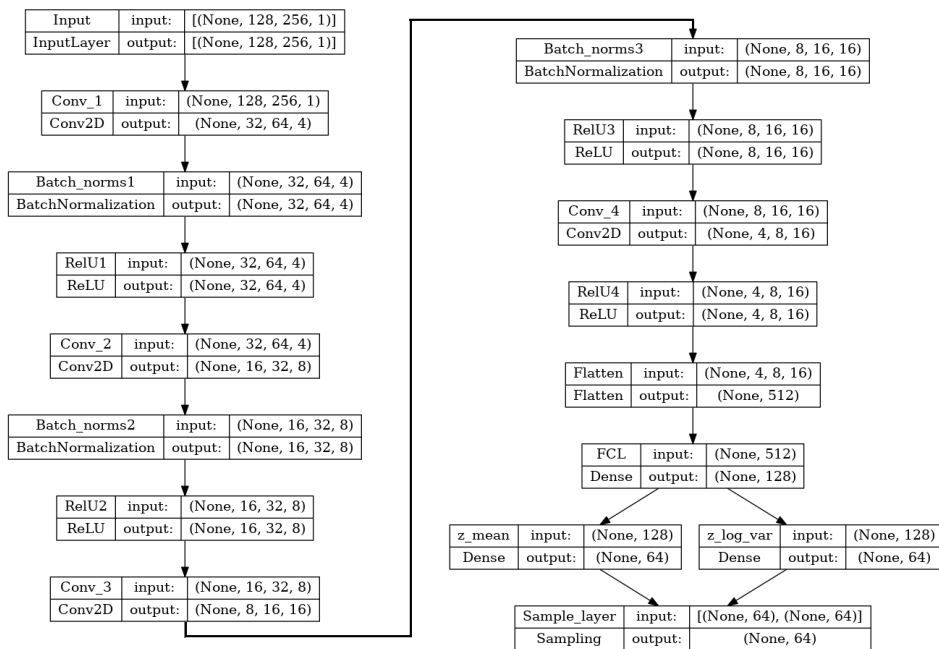 Input input: [(None, 128, 256, 1)]
InputLayer output: [(None, 128, 256, 1)]
Conv_1 input: (None, 128, 256, 1)
Conv2D output: (None, 32, 64, 4)
Batch_norms1 input: (None, 32, 64, 4)
BatchNormalization output: (None, 32, 64, 4)
RelU1 input: (None, 32, 64, 4)
ReLU output: (None, 32, 64, 4)
Conv_2 input: (None, 32, 64, 4)
Conv2D output: (None, 16, 32, 8)
Batch_norms2 input: (None, 16, 32, 8)
BatchNormalization output: (None, 16, 32, 8)
RelU2 input: (None, 16, 32, 8)
ReLU output: (None, 16, 32, 8)
Conv_3 input: (None, 16, 32, 8)
Conv2D output: (None, 8, 16, 16)
Batch_norms3 input: (None, 8, 16, 16)
BatchNormalization output: (None, 8, 16, 16)
RelU3 input: (None, 8, 16, 16)
ReLU output: (None, 8, 16, 16)
Conv_4 input: (None, 8, 16, 16)
Conv2D output: (None, 4, 8, 16)
RelU4 input: (None, 4, 8, 16)
ReLU output: (None, 4, 8, 16)
Flatten input: (None, 4, 8, 16)
Flatten output: (None, 512)
FCL input: (None, 512)
Dense output: (None, 128)
z_mean input: (None, 128)
Dense output: (None, 64)
z_log_var input: (None, 128)
Dense output: (None, 64)
Sample_layer input: [(None, 64), (None, 64)]
Sampling output: (None, 64)